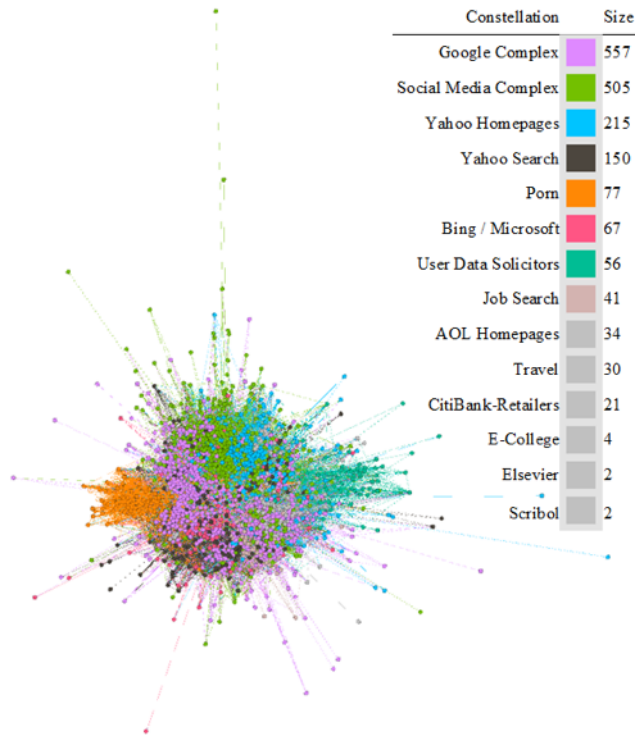 Constellation Size
Google Complex 557
Social Media Complex 505
Yahoo Homepages 215
Yahoo Search 150
Porn 77
Bing / Microsoft 67
User Data Solicitors 56
Job Search 41
AOL Homepages 34
Travel 30
CitiBank-Retailers 21
E-College 4
Elsevier 2
Scribol 2